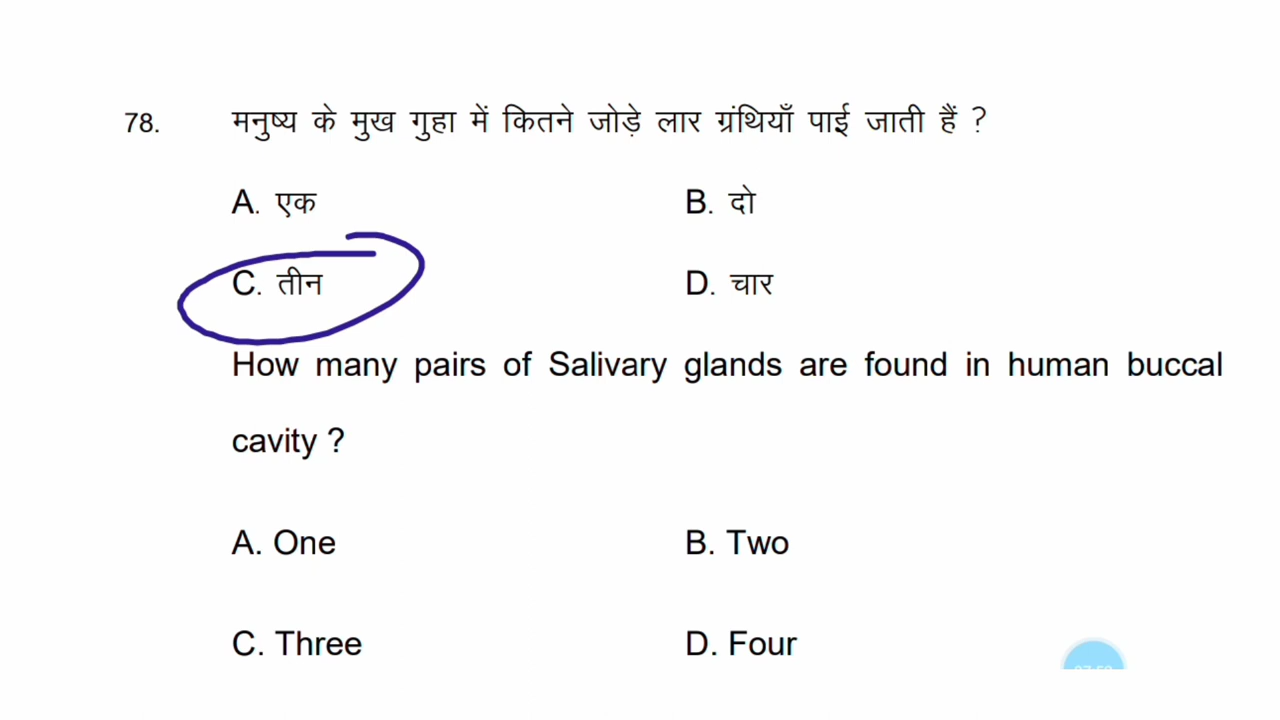 78. मनुष्य के मुख गुहा में कितने जोड़े लार ग्रंथियाँ पाई जाती हैं ?
A. एक B. दो
C. तीन D. चार
How many pairs of Salivary glands are found in human buccal
cavity ?
A. One B. Two
C. Three D. Four